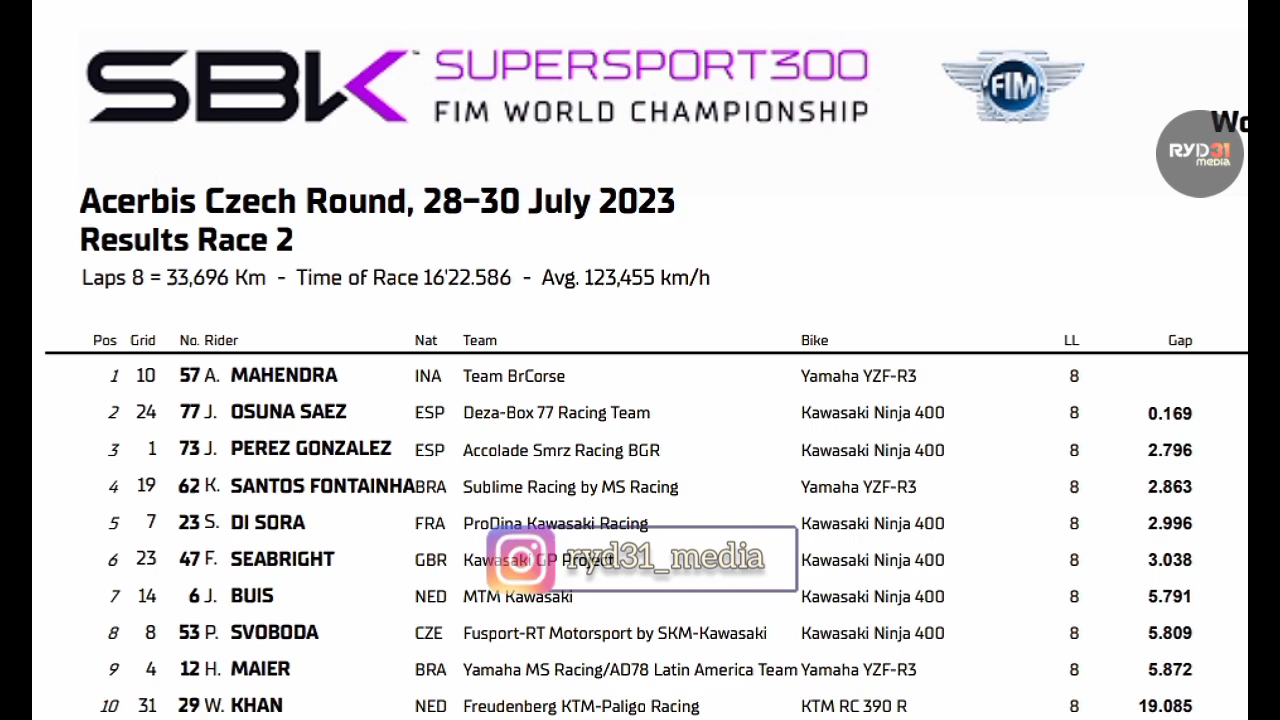 SBK SUPERSPORT300
FIM WORLD CHAMPIONSHIP
FIM
RYD31
media
Acerbis Czech Round, 28–30 July 2023
Results Race 2
Laps 8 = 33,696 Km - Time of Race 16'22.586 - Avg. 123,455 km/h
Pos Grid No. Rider Nat Team Bike LL Gap
1 10 57 A. MAHENDRA INA Team BrCorse Yamaha YZF-R3 8
2 24 77 J. OSUNA SAEZ ESP Deza-Box 77 Racing Team Kawasaki Ninja 400 8 0.169
3 1 73 J. PEREZ GONZALEZ ESP Accolade Smrz Racing BGR Kawasaki Ninja 400 8 2.796
4 19 62 K. SANTOS FONTAINHA BRA Sublime Racing by MS Racing Yamaha YZF-R3 8 2.863
5 7 23 S. DI SORA FRA ProDina Kawasaki Racing Kawasaki Ninja 400 8 2.996
6 23 47 F. SEABRIGHT GBR Kawasaki GP Project Kawasaki Ninja 400 8 3.038
ryd31_media
7 14 6 J. BUIS NED MTM Kawasaki Kawasaki Ninja 400 8 5.791
8 8 53 P. SVOBODA CZE Fusport-RT Motorsport by SKM-Kawasaki Kawasaki Ninja 400 8 5.809
9 4 12 H. MAIER BRA Yamaha MS Racing/AD78 Latin America Team Yamaha YZF-R3 8 5.872
10 31 29 W. KHAN NED Freudenberg KTM-Paligo Racing KTM RC 390 R 8 19.085